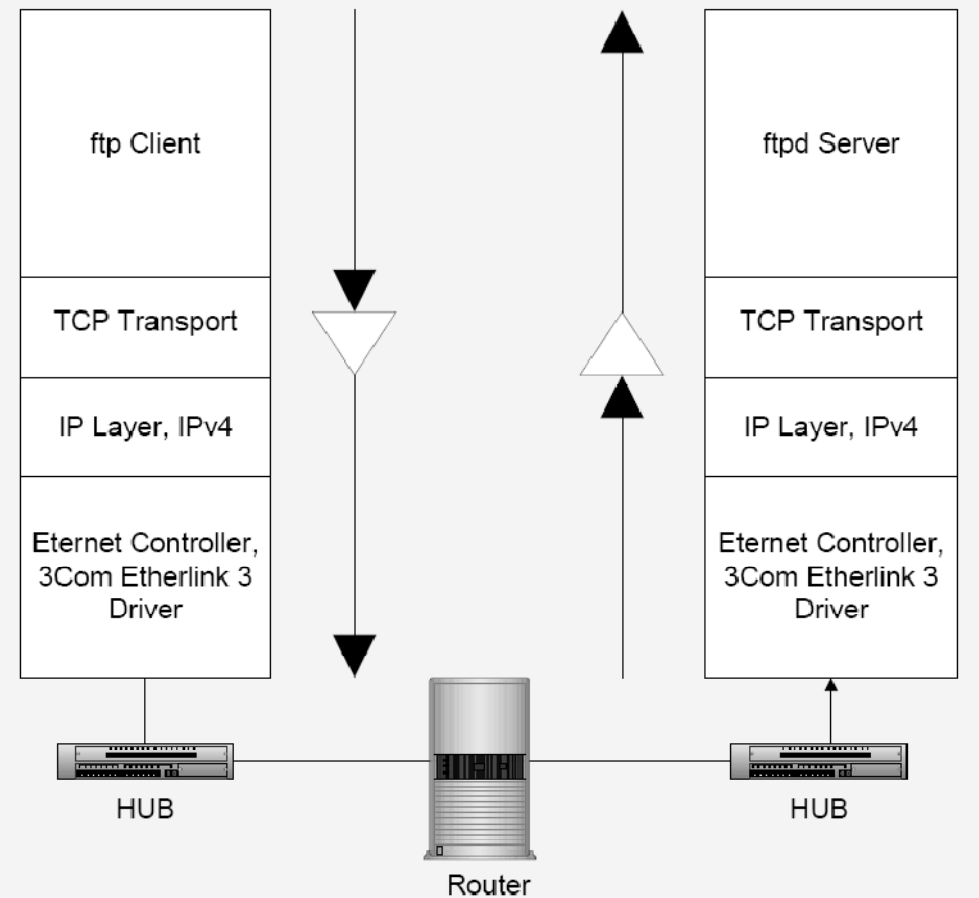 ftp Client
TCP Transport
IP Layer, IPv4
Eternet Controller,
3Com Etherlink 3
Driver
HUB
Router
ftpd Server
TCP Transport
IP Layer, IPv4
Eternet Controller,
3Com Etherlink 3
Driver
HUB